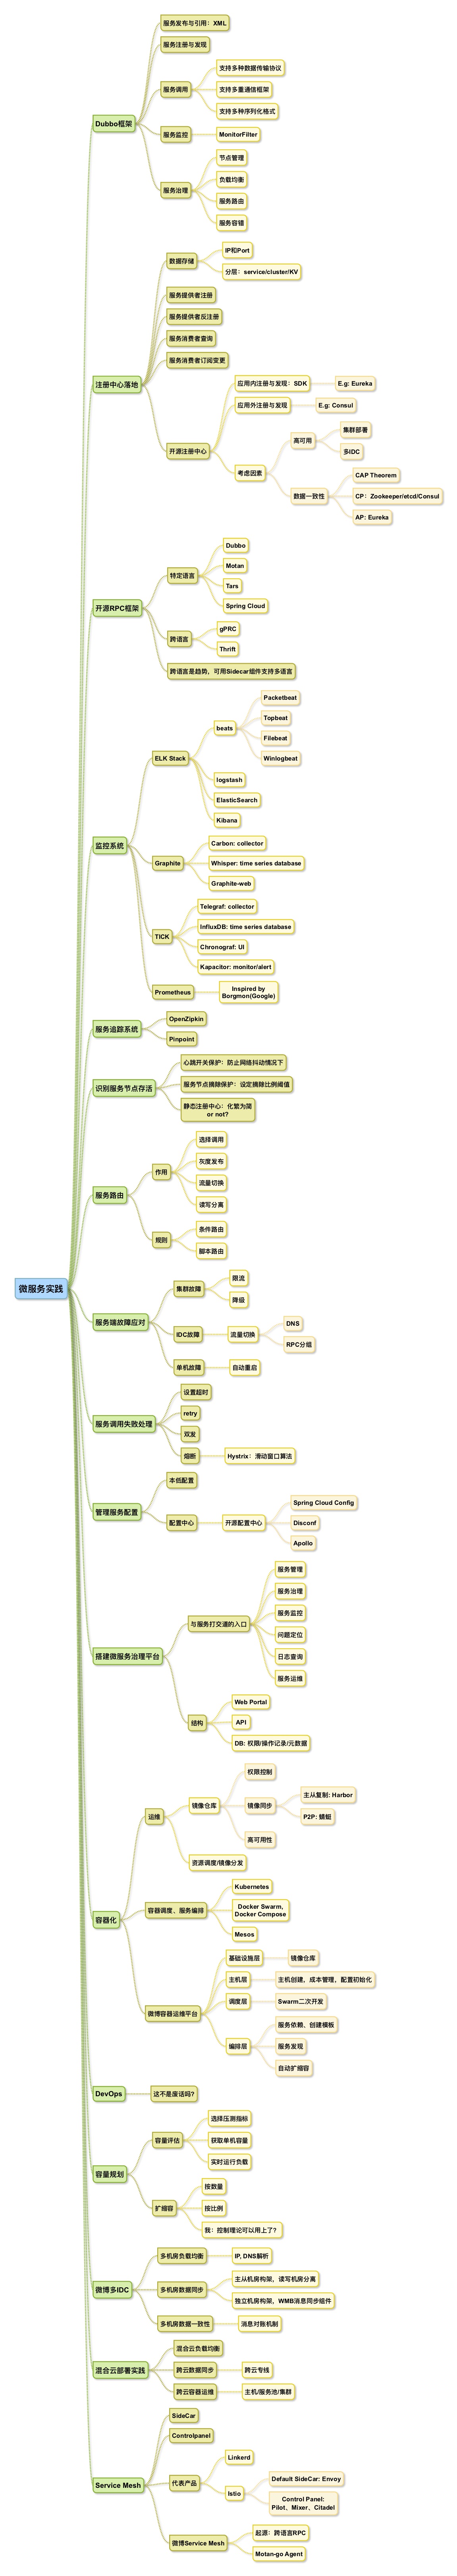 微服务实践
Dubbo框架
服务发布与引用：XML
服务注册与发现
服务调用
支持多种数据传输协议
支持多重通信框架
支持多种序列化格式
服务监控
MonitorFilter
服务治理
节点管理
负载均衡
服务路由
服务容错
注册中心落地
数据存储
IP和Port
分层：service/cluster/KV
服务提供者注册
服务提供者反注册
服务消费者查询
服务消费者订阅变更
开源注册中心
应用内注册与发现：SDK
E.g: Eureka
应用外注册与发现
E.g: Consul
考虑因素
高可用
集群部署
多IDC
数据一致性
CAP Theorem
CP：Zookeeper/etcd/Consul
AP: Eureka
开源RPC框架
特定语言
Dubbo
Motan
Tars
Spring Cloud
跨语言
gPRC
Thrift
跨语言是趋势，可用Sidecar组件支持多语言
监控系统
ELK Stack
beats
Packetbeat
Topbeat
Filebeat
Winlogbeat
logstash
ElasticSearch
Kibana
Graphite
Carbon: collector
Whisper: time series database
Graphite-web
TICK
Telegraf: collector
InfluxDB: time series database
Chronograf: UI
Kapacitor: monitor/alert
Prometheus
Inspired by
Borgmon(Google)
服务追踪系统
OpenZipkin
Pinpoint
识别服务节点存活
心跳开关保护：防止网络抖动情况下
服务节点摘除保护：设定摘除比例阈值
静态注册中心：化繁为简
or not?
服务路由
作用
选择调用
灰度发布
流量切换
读写分离
规则
条件路由
脚本路由
服务端故障应对
集群故障
限流
降级
IDC故障
流量切换
DNS
RPC分组
单机故障
自动重启
服务调用失败处理
设置超时
retry
双发
熔断
Hystrix：滑动窗口算法
管理服务配置
本低配置
配置中心
开源配置中心
Spring Cloud Config
Disconf
Apollo
搭建微服务治理平台
与服务打交道的入口
服务管理
服务治理
服务监控
问题定位
日志查询
服务运维
结构
Web Portal
API
DB: 权限/操作记录/元数据
容器化
运维
镜像仓库
权限控制
镜像同步
主从复制: Harbor
P2P: 蜻蜓
高可用性
资源调度/镜像分发
容器调度、服务编排
Kubernetes
Docker Swarm,
Docker Compose
Mesos
微博容器运维平台
基础设施层
镜像仓库
主机层
主机创建，成本管理，配置初始化
调度层
Swarm二次开发
编排层
服务依赖、创建模板
服务发现
自动扩缩容
DevOps
这不是废话吗?
容量规划
容量评估
选择压测指标
获取单机容量
实时运行负载
扩缩容
按数量
按比例
我：控制理论可以用上了?
微博多IDC
多机房负载均衡
IP, DNS解析
多机房数据同步
主从机房构架，读写机房分离
独立机房构架，WMB消息同步组件
多机房数据一致性
消息对账机制
混合云部署实践
混合云负载均衡
跨云数据同步
跨云专线
跨云容器运维
主机/服务池/集群
Service Mesh
SideCar
Controlpanel
代表产品
Linkerd
Istio
Default SideCar: Envoy
Control Panel:
Pilot、Mixer、Citadel
微博Service Mesh
起源：跨语言RPC
Motan-go Agent